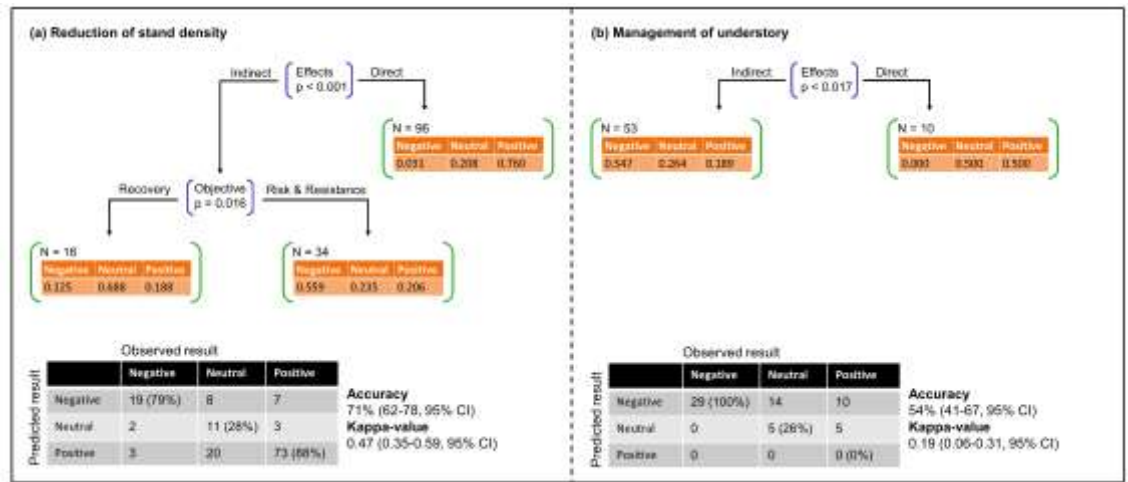 (a) Reduction of stand density
Indirect
Effects
p < 0.001
Direct
N = 96
Negative Neutral Positive
0.031 0.208 0.760
Recovery
Objective
p = 0.016
Risk & Resistance
N = 16
Negative Neutral Positive
0.125 0.688 0.188
N = 34
Negative Neutral Positive
0.559 0.235 0.206
Observed result
Predicted result
Negative Neutral Positive
Negative 19 (79%) 8 7
Neutral 2 11 (28%) 3
Positive 3 20 73 (88%)
Accuracy
71% (62-78, 95% CI)
Kappa-value
0.47 (0.35-0.59, 95% CI)
(b) Management of understory
Indirect
Effects
p < 0.017
Direct
N = 53
Negative Neutral Positive
0.547 0.264 0.189
N = 10
Negative Neutral Positive
0.000 0.500 0.500
Observed result
Predicted result
Negative Neutral Positive
Negative 29 (100%) 14 10
Neutral 0 5 (26%) 5
Positive 0 0 0 (0%)
Accuracy
54% (41-67, 95% CI)
Kappa-value
0.19 (0.06-0.31, 95% CI)